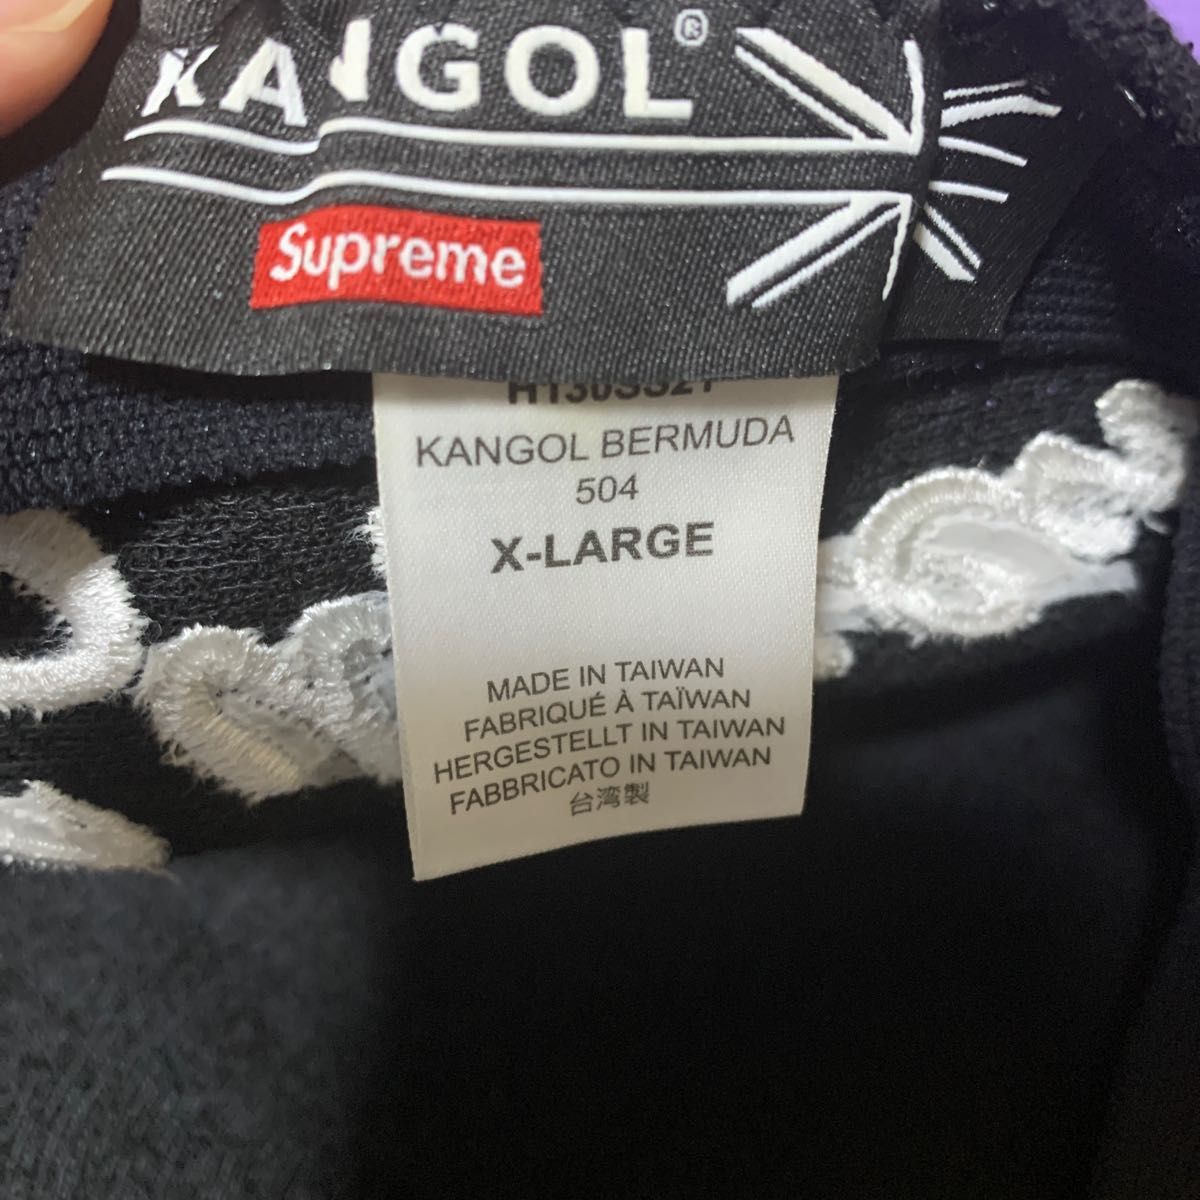 KANGOL®
Supreme
H130SS21
KANGOL BERMUDA
504
X-LARGE
MADE IN TAIWAN
FABRIQUÉ À TAÏWAN
HERGESTELLT IN TAIWAN
FABBRICATO IN TAIWAN
台湾製